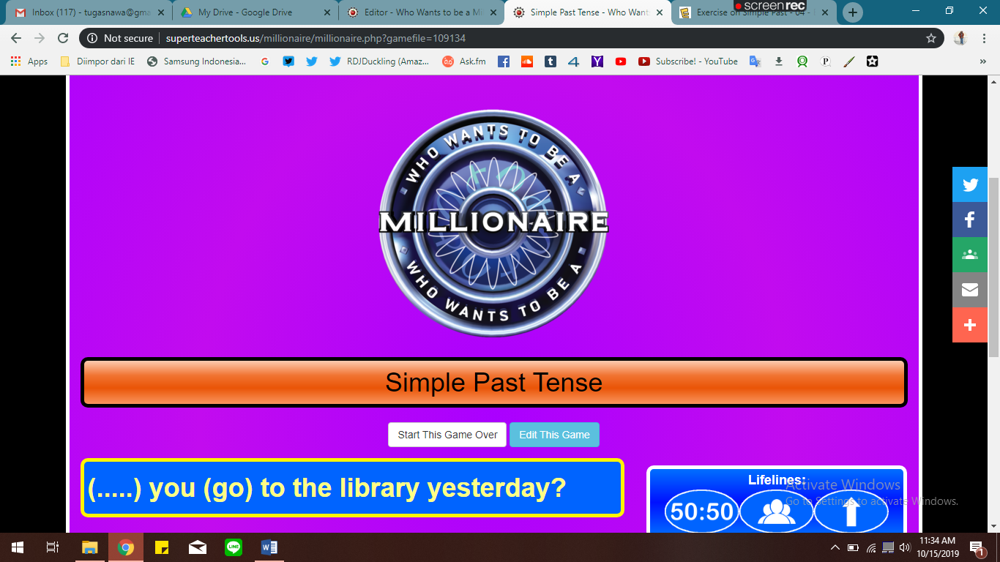 screenrec
Inbox (117) - tugasnawa@gma
My Drive - Google Drive
Editor - Who Wants to be a Mi
Simple Past Tense - Who Want
Exercise on Simple Past - 04 -
Not secure | superteachertools.us/millionaire/millionaire.php?gamefile=109134
Apps
Diimpor dari IE
Samsung Indonesia...
RDJDuckling (Amaz...
Ask.fm
Subscribe! - YouTube
WHO WANTS TO BE A
MILLIONAIRE
WHO WANTS TO BE A
Simple Past Tense
Start This Game Over
Edit This Game
(.....) you (go) to the library yesterday?
Lifelines:
50:50
Activate Windows
Go to Settings to activate Windows.
11:34 AM
10/15/2019
1